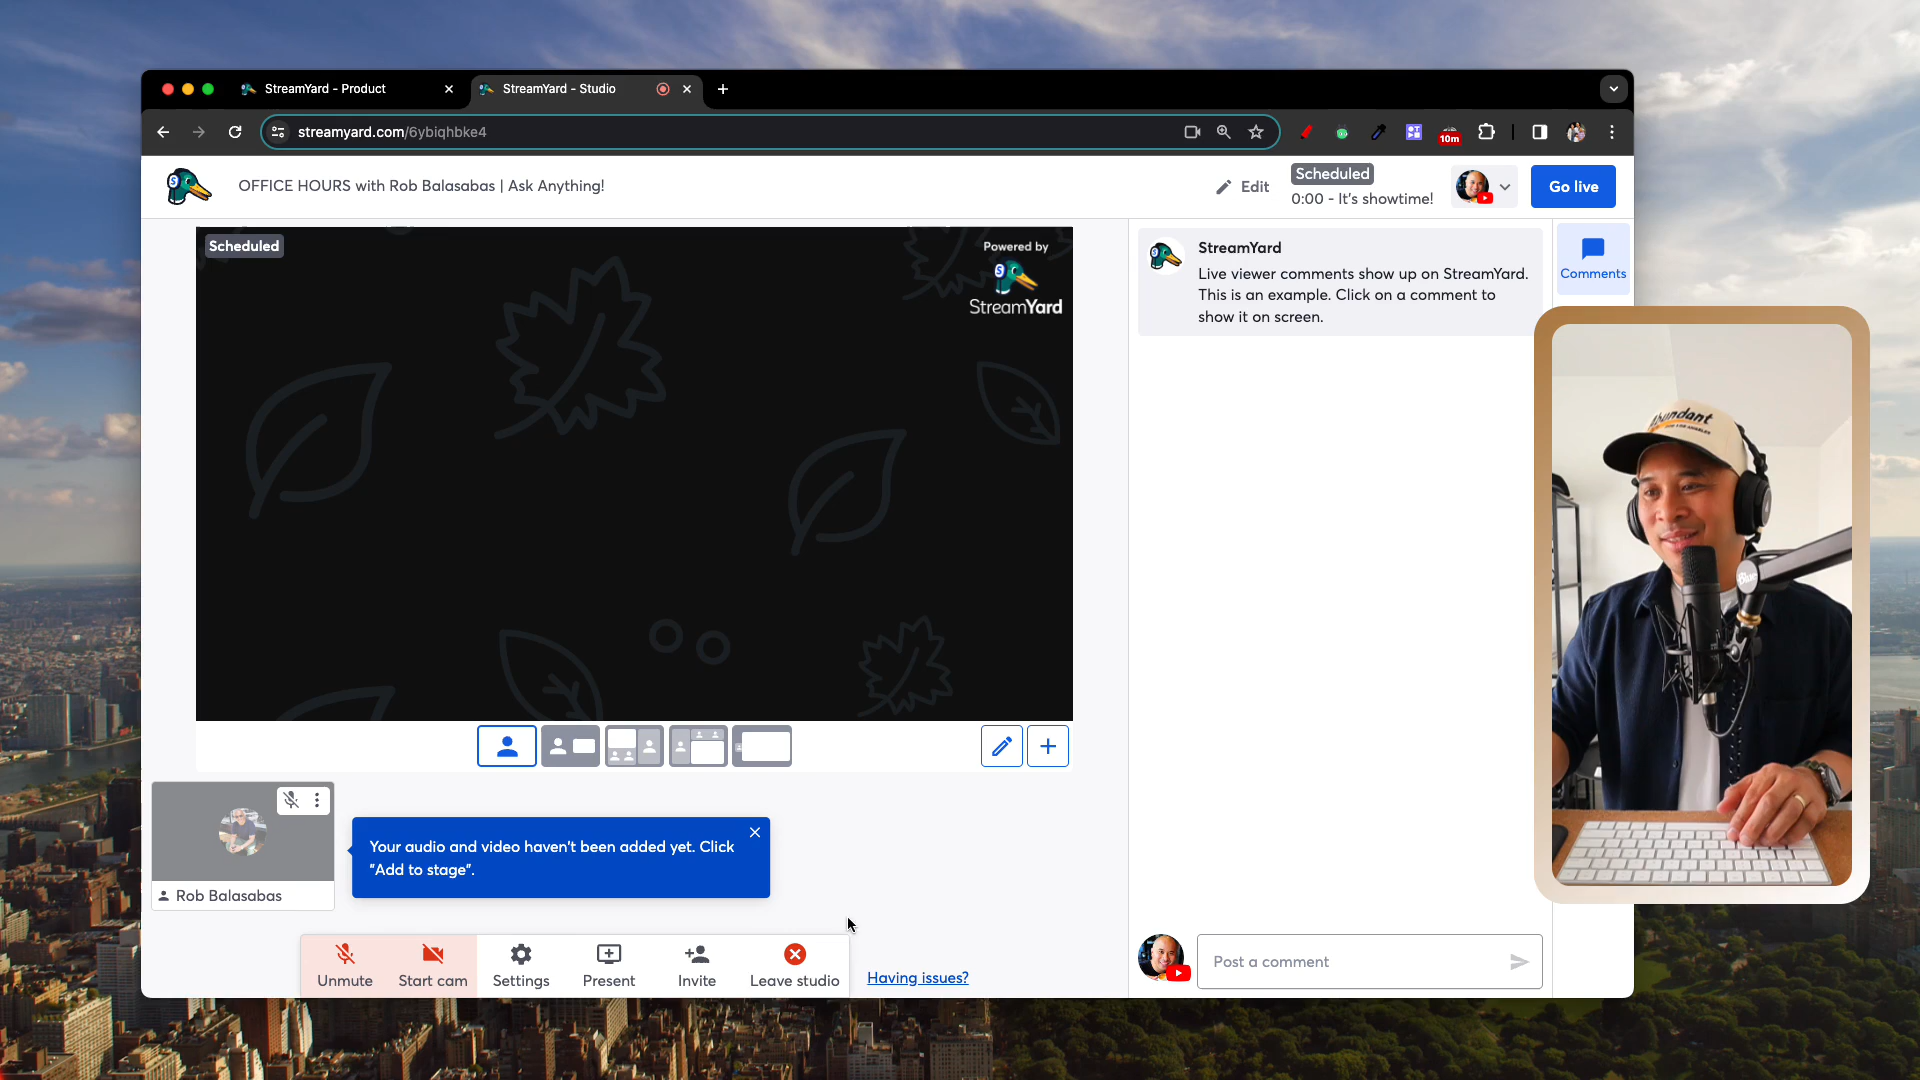 StreamYard - Product
StreamYard - Studio
streamyard.com/6ybiqhbke4
10m
OFFICE HOURS with Rob Balasabas | Ask Anything!
Edit
Scheduled
0:00 - It's showtime!
Go live
Scheduled
Powered by
StreamYard
StreamYard
Live viewer comments show up on StreamYard.
This is an example. Click on a comment to
show it on screen.
Comments
Abundant
Your audio and video haven't been added yet. Click
"Add to stage".
Rob Balasabas
Unmute
Start cam
Settings
Present
Invite
Leave studio
Having issues?
Post a comment
Blue